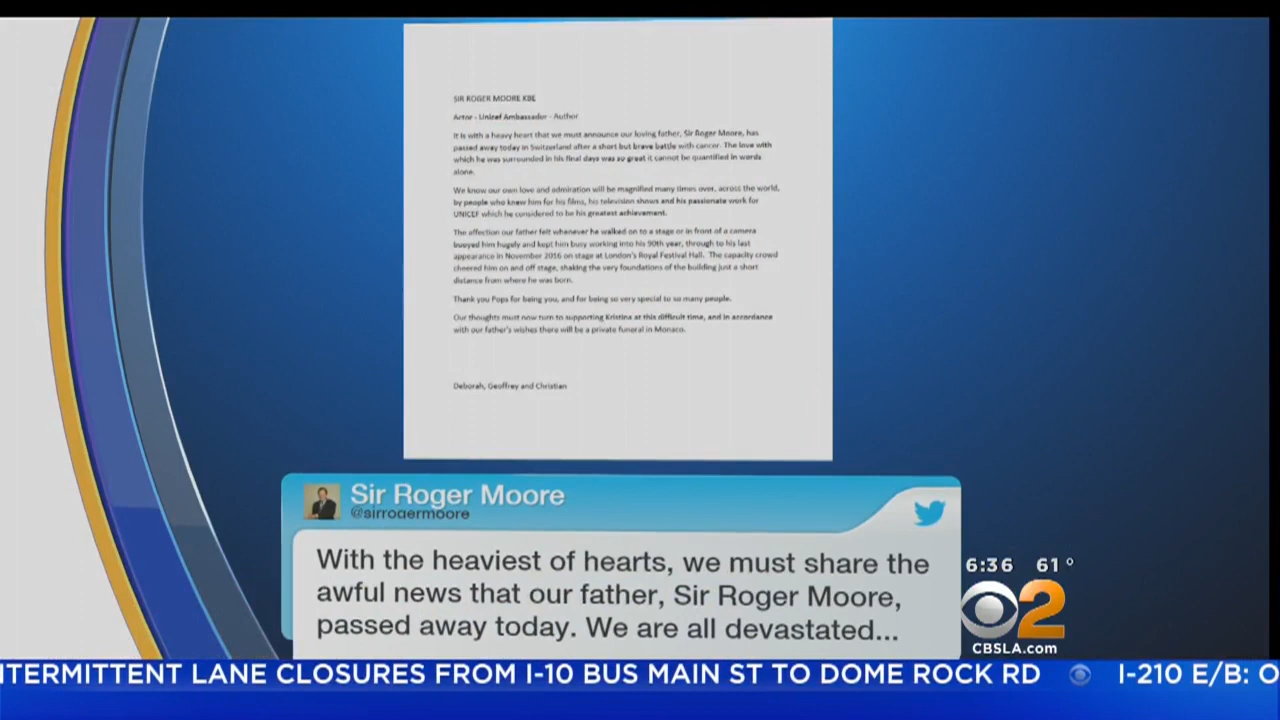 SIR ROGER MOORE KBE
Actor - Unicef Ambassador - Author
It is with a heavy heart that we must announce our loving father, Sir Roger Moore, has
passed away today in Switzerland after a short but brave battle with cancer. The love with
which he was surrounded in his final days was so great it cannot be quantified in words
alone.
We know our own love and admiration will be magnified many times over, across the world,
by people who knew him for his films, his television shows and his passionate work for
UNICEF which he considered to be his greatest achievement.
The affection our father felt whenever he walked on to a stage or in front of a camera
buoyed him hugely and kept him busy working into his 90th year, through to his last
appearance in November 2016 on stage at London's Royal Festival Hall. The capacity crowd
cheered him on and off stage, shaking the very foundations of the building just a short
distance from where he was born.
Thank you Pops for being you, and for being so very special to so many people.
Our thoughts must now turn to supporting Kristina at this difficult time, and in accordance
with our father's wishes there will be a private funeral in Monaco.
Deborah, Geoffrey and Christian
Sir Roger Moore
@sirrogermoore
With the heaviest of hearts, we must share the
awful news that our father, Sir Roger Moore,
passed away today. We are all devastated...
6:36 61°
2
CBSLA.com
NTERMITTENT LANE CLOSURES FROM I-10 BUS MAIN ST TO DOME ROCK RD I-210 E/B: O